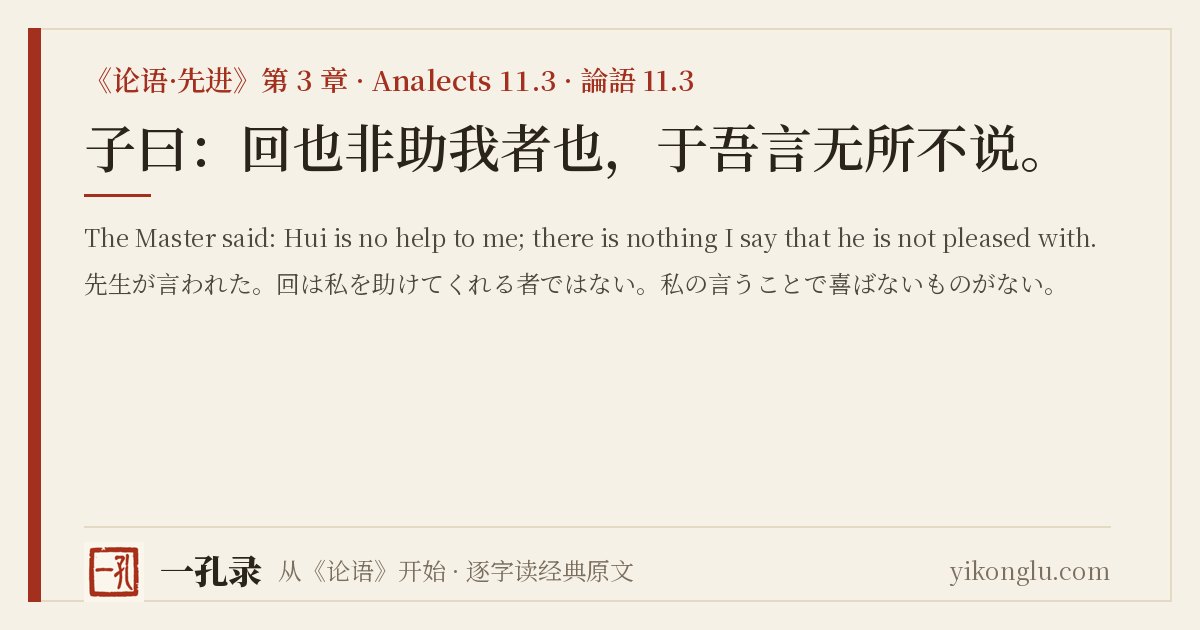 《论语·先进》第 3 章 · Analects 11.3 · 論語 11.3
子曰：回也非助我者也，于吾言无所不说。
The Master said: Hui is no help to me; there is nothing I say that he is not pleased with.
先生が言われた。回は私を助けてくれる者ではない。私の言うことで喜ばないものがない。
一孔
一孔录 从《论语》开始 · 逐字读经典原文 yikonglu.com